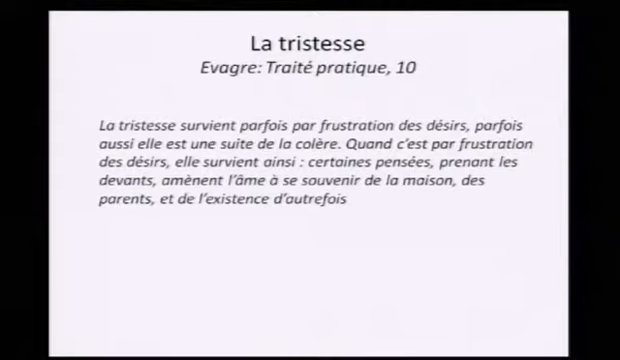 La tristesse
Evagre: Traité pratique, 10
La tristesse survient parfois par frustration des désirs, parfois
aussi elle est une suite de la colère. Quand c'est par frustration
des désirs, elle survient ainsi : certaines pensées, prenant les
devants, amènent l'âme à se souvenir de la maison, des
parents, et de l'existence d'autrefois